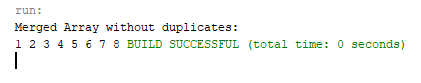 run:
Merged Array without duplicates:
1 2 3 4 5 6 7 8 BUILD SUCCESSFUL (total time: 0 seconds)